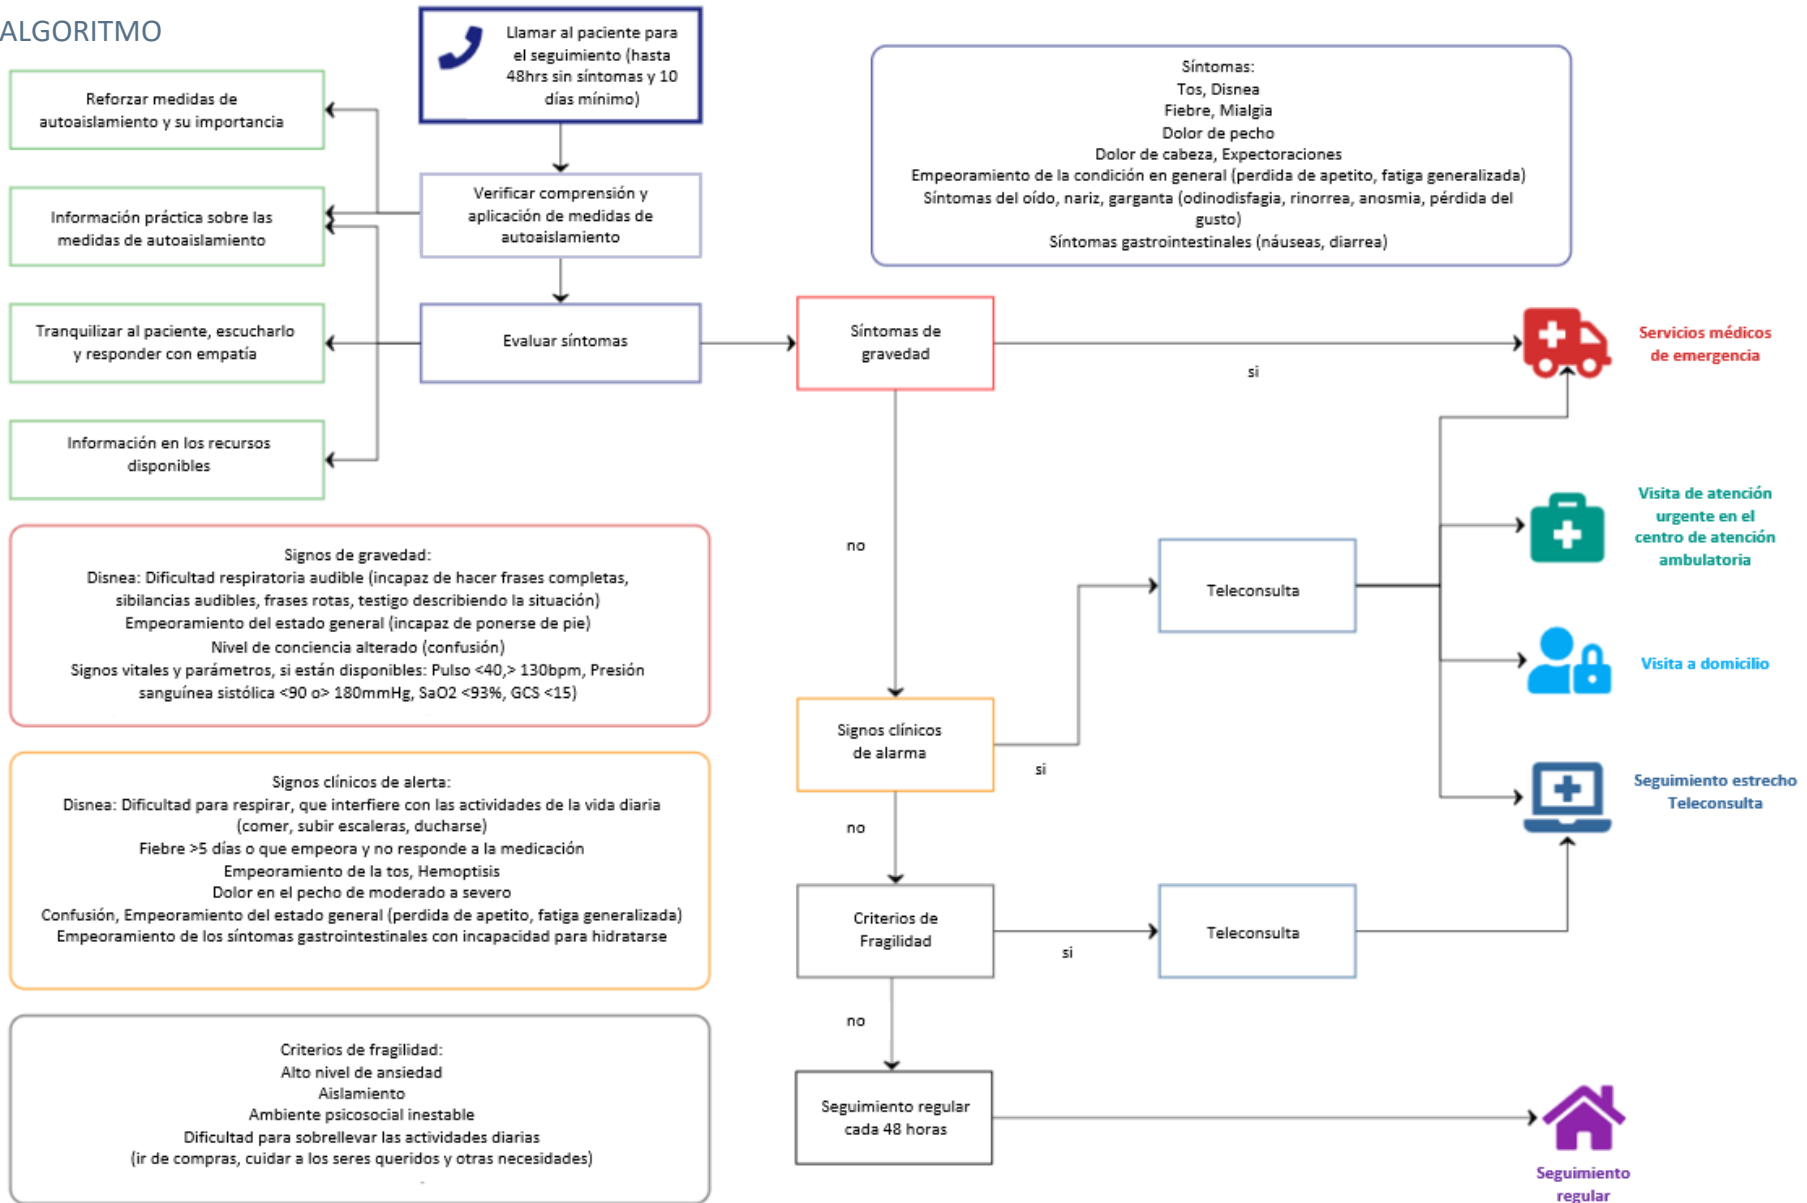 ALGORITMO
Llamar al paciente para
el seguimiento (hasta
48hrs sin síntomas y 10
días mínimo)
Reforzar medidas de
autoaislamiento y su importancia
Información práctica sobre las
medidas de autoaislamiento
Tranquilizar al paciente, escucharlo
y responder con empatía
Información en los recursos
disponibles
Verificar comprensión y
aplicación de medidas de
autoaislamiento
Evaluar síntomas
Síntomas:
Tos, Disnea
Fiebre, Mialgia
Dolor de pecho
Dolor de cabeza, Expectoraciones
Empeoramiento de la condición en general (perdida de apetito, fatiga generalizada)
Síntomas del oído, nariz, garganta (odinodisfagia, rinorrea, anosmia, pérdida del
gusto)
Síntomas gastrointestinales (náuseas, diarrea)
Síntomas de
gravedad
si
Servicios médicos
de emergencia
no
Visita de atención
urgente en el
centro de atención
ambulatoria
Teleconsulta
Visita a domicilio
Signos clínicos
de alarma
si
Seguimiento estrecho
Teleconsulta
no
Criterios de
Fragilidad
si
Teleconsulta
no
Seguimiento regular
cada 48 horas
Seguimiento
regular
Signos de gravedad:
Disnea: Dificultad respiratoria audible (incapaz de hacer frases completas,
sibilancias audibles, frases rotas, testigo describiendo la situación)
Empeoramiento del estado general (incapaz de ponerse de pie)
Nivel de conciencia alterado (confusión)
Signos vitales y parámetros, si están disponibles: Pulso <40,> 130bpm, Presión
sanguínea sistólica <90 o> 180mmHg, SaO2 <93%, GCS <15)
Signos clínicos de alerta:
Disnea: Dificultad para respirar, que interfiere con las actividades de la vida diaria
(comer, subir escaleras, ducharse)
Fiebre >5 días o que empeora y no responde a la medicación
Empeoramiento de la tos, Hemoptisis
Dolor en el pecho de moderado a severo
Confusión, Empeoramiento del estado general (perdida de apetito, fatiga generalizada)
Empeoramiento de los síntomas gastrointestinales con incapacidad para hidratarse
Criterios de fragilidad:
Alto nivel de ansiedad
Aislamiento
Ambiente psicosocial inestable
Dificultad para sobrellevar las actividades diarias
(ir de compras, cuidar a los seres queridos y otras necesidades)